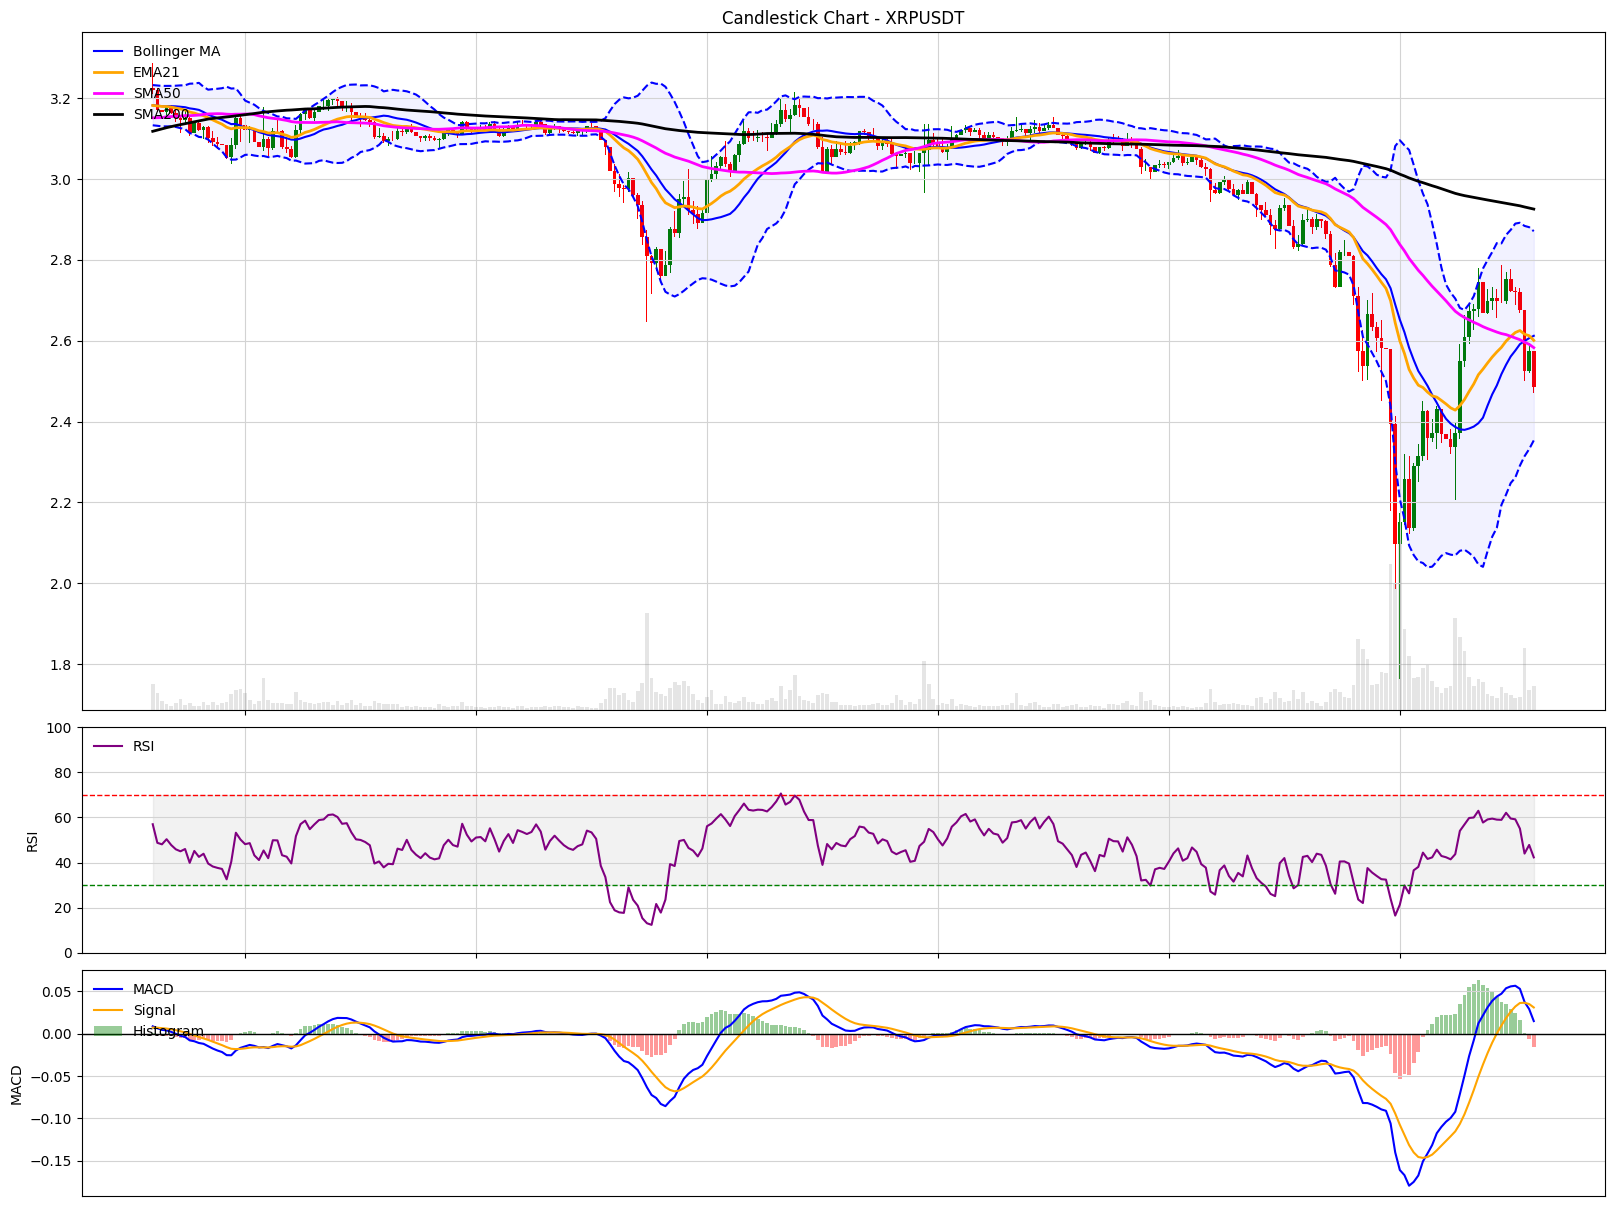 Candlestick Chart - XRPUSDT
Bollinger MA
EMA21
SMA50
SMA200
3.2
3.0
2.8
2.6
2.4
2.2
2.0
1.8
RSI
100
80
60
40
20
0
RSI
MACD
Signal
Histogram
0.05
0.00
−0.05
−0.10
−0.15
MACD